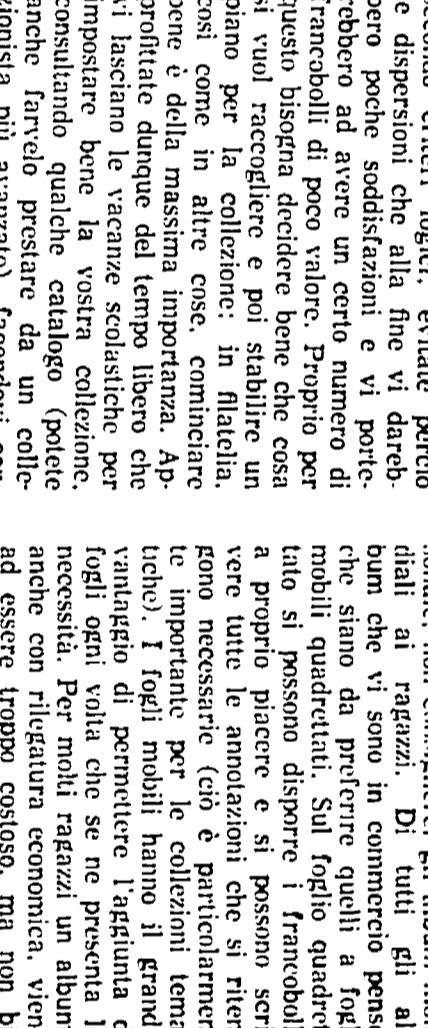 secondo criteri logici, evitate perciò
le dispersioni che alla fine vi dareb-
bero poche soddisfazioni e vi porte-
rebbero ad avere un certo numero di
francobolli di poco valore. Proprio per
questo bisogna decidere bene che cosa
si vuol raccogliere e poi stabilire un
piano per la collezione; in filatelia,
così come in altre cose, cominciare
bene è della massima importanza. Ap-
profittate dunque del tempo libero che
vi lasciano le vacanze scolastiche per
impostare bene la vostra collezione,
consultando qualche catalogo (potete
anche farvelo prestare da un colle-
zionista più avanzato) facendovi
gli album
diali ai ragazzi. Di tutti gli al
bum che vi sono in commercio pens
che siano da preferire quelli a fog
mobili quadrettati. Sul foglio quadret
tato si possono disporre i francoboll
a proprio piacere e si possono scri
vere tutte le annotazioni che si riten
gono necessarie (ciò è particolarmen
te importante per le collezioni tema
tiche). I fogli mobili hanno il grand
vantaggio di permettere l'aggiunta d
fogli ogni volta che se ne presenta l
necessità. Per molti ragazzi un album
anche con rilegatura economica, vien
ad essere troppo costoso, ma non b